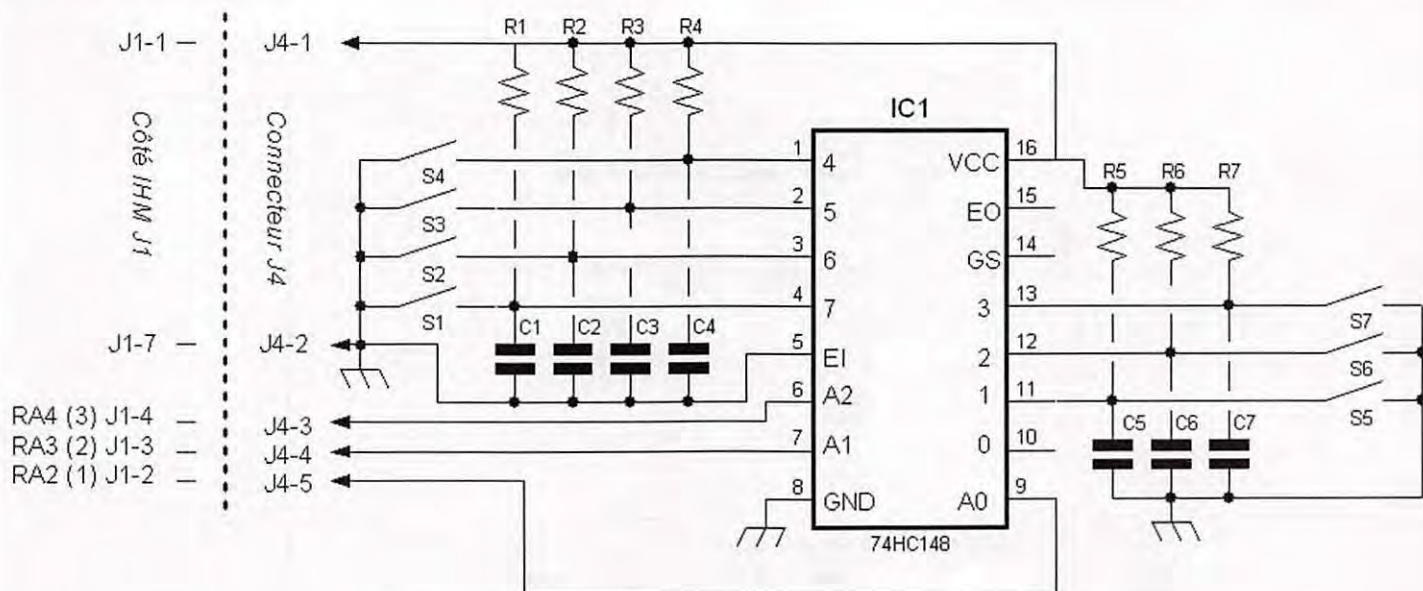 R1 R2 R3 R4
J1-1 J4-1
IC1
Côté IHM J1
Connecteur J4
1 4 VCC 16
R5 R6 R7
S4
2 5 EO 15
S3
3 6 GS 14
S2
4 7 3 13
S1
S7
C1 C2 C3 C4
J1-7 J4-2
5 EI 2 12
S6
6 A2 1 11
S5
RA4 (3) J1-4 J4-3
C5 C6 C7
RA3 (2) J1-3 J4-4
7 A1 0 10
RA2 (1) J1-2 J4-5
8 GND A0 9
74HC148